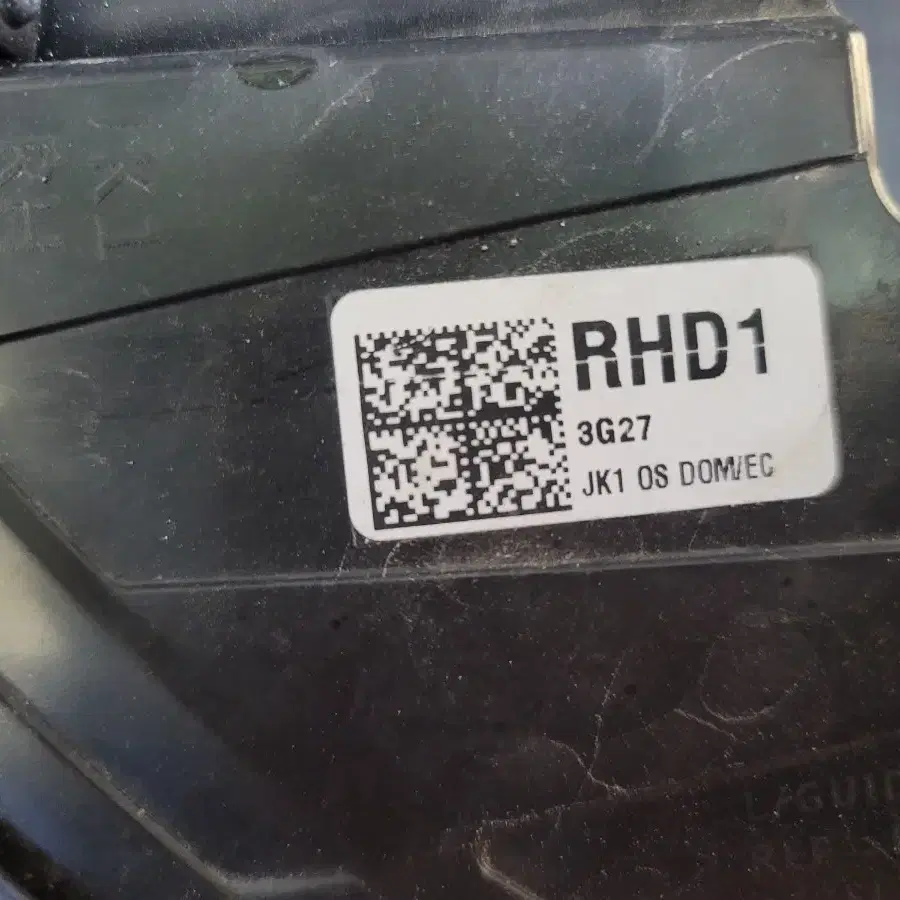 RHD1
3G27
JK1 OS DOM/EC